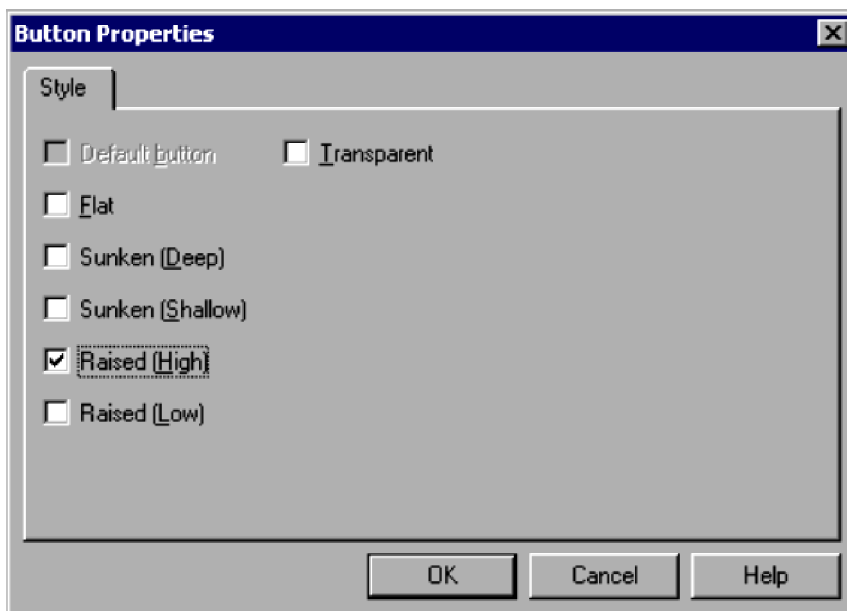 Button Properties
Style
Default button
Transparent
Flat
Sunken (Deep)
Sunken (Shallow)
Raised (High)
Raised (Low)
OK
Cancel
Help